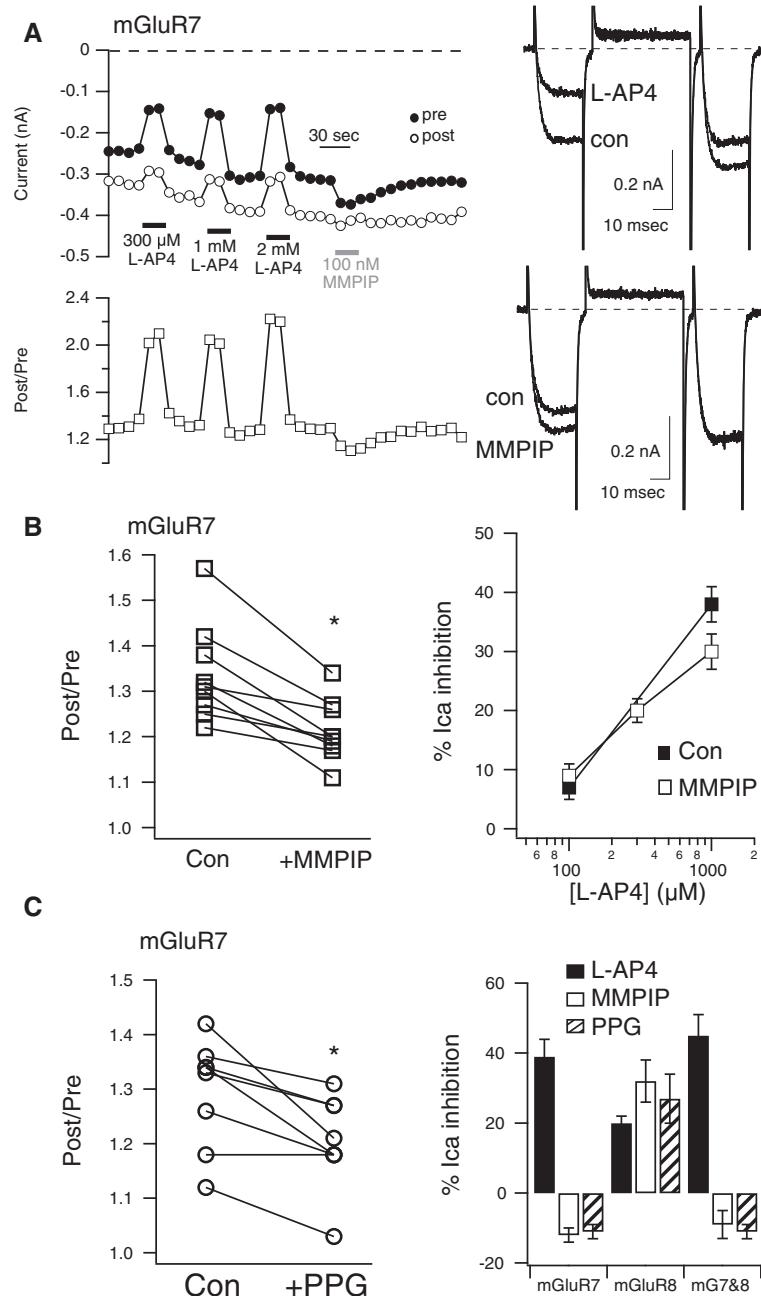 A
mGluR7
0
-0.1
-0.2
-0.3
-0.4
-0.5
Current (nA)
pre
post
30 sec
300 µM
L-AP4
1 mM
L-AP4
2 mM
L-AP4
100 nM
MMPIP
L-AP4
con
0.2 nA
10 msec
2.4
2.0
1.6
1.2
Post/Pre
con
MMPIP
0.2 nA
10 msec
B
mGluR7
1.6
1.5
1.4
1.3
1.2
1.1
1.0
Post/Pre
*
Con
+MMPIP
50
40
30
20
10
0
% Ica inhibition
Con
MMPIP
6 8 2 4 6 8 2
100 1000
[L-AP4] (µM)
C
mGluR7
1.5
1.4
1.3
1.2
1.1
1.0
Post/Pre
*
Con
+PPG
L-AP4
MMPIP
PPG
60
40
20
0
-20
% Ica inhibition
mGluR7
mGluR8
mG7&8